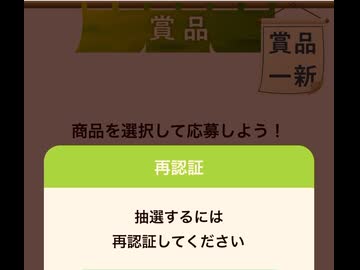 賞品
賞品
一新
商品を選択して応募しよう！
再認証
抽選するには
再認証してください